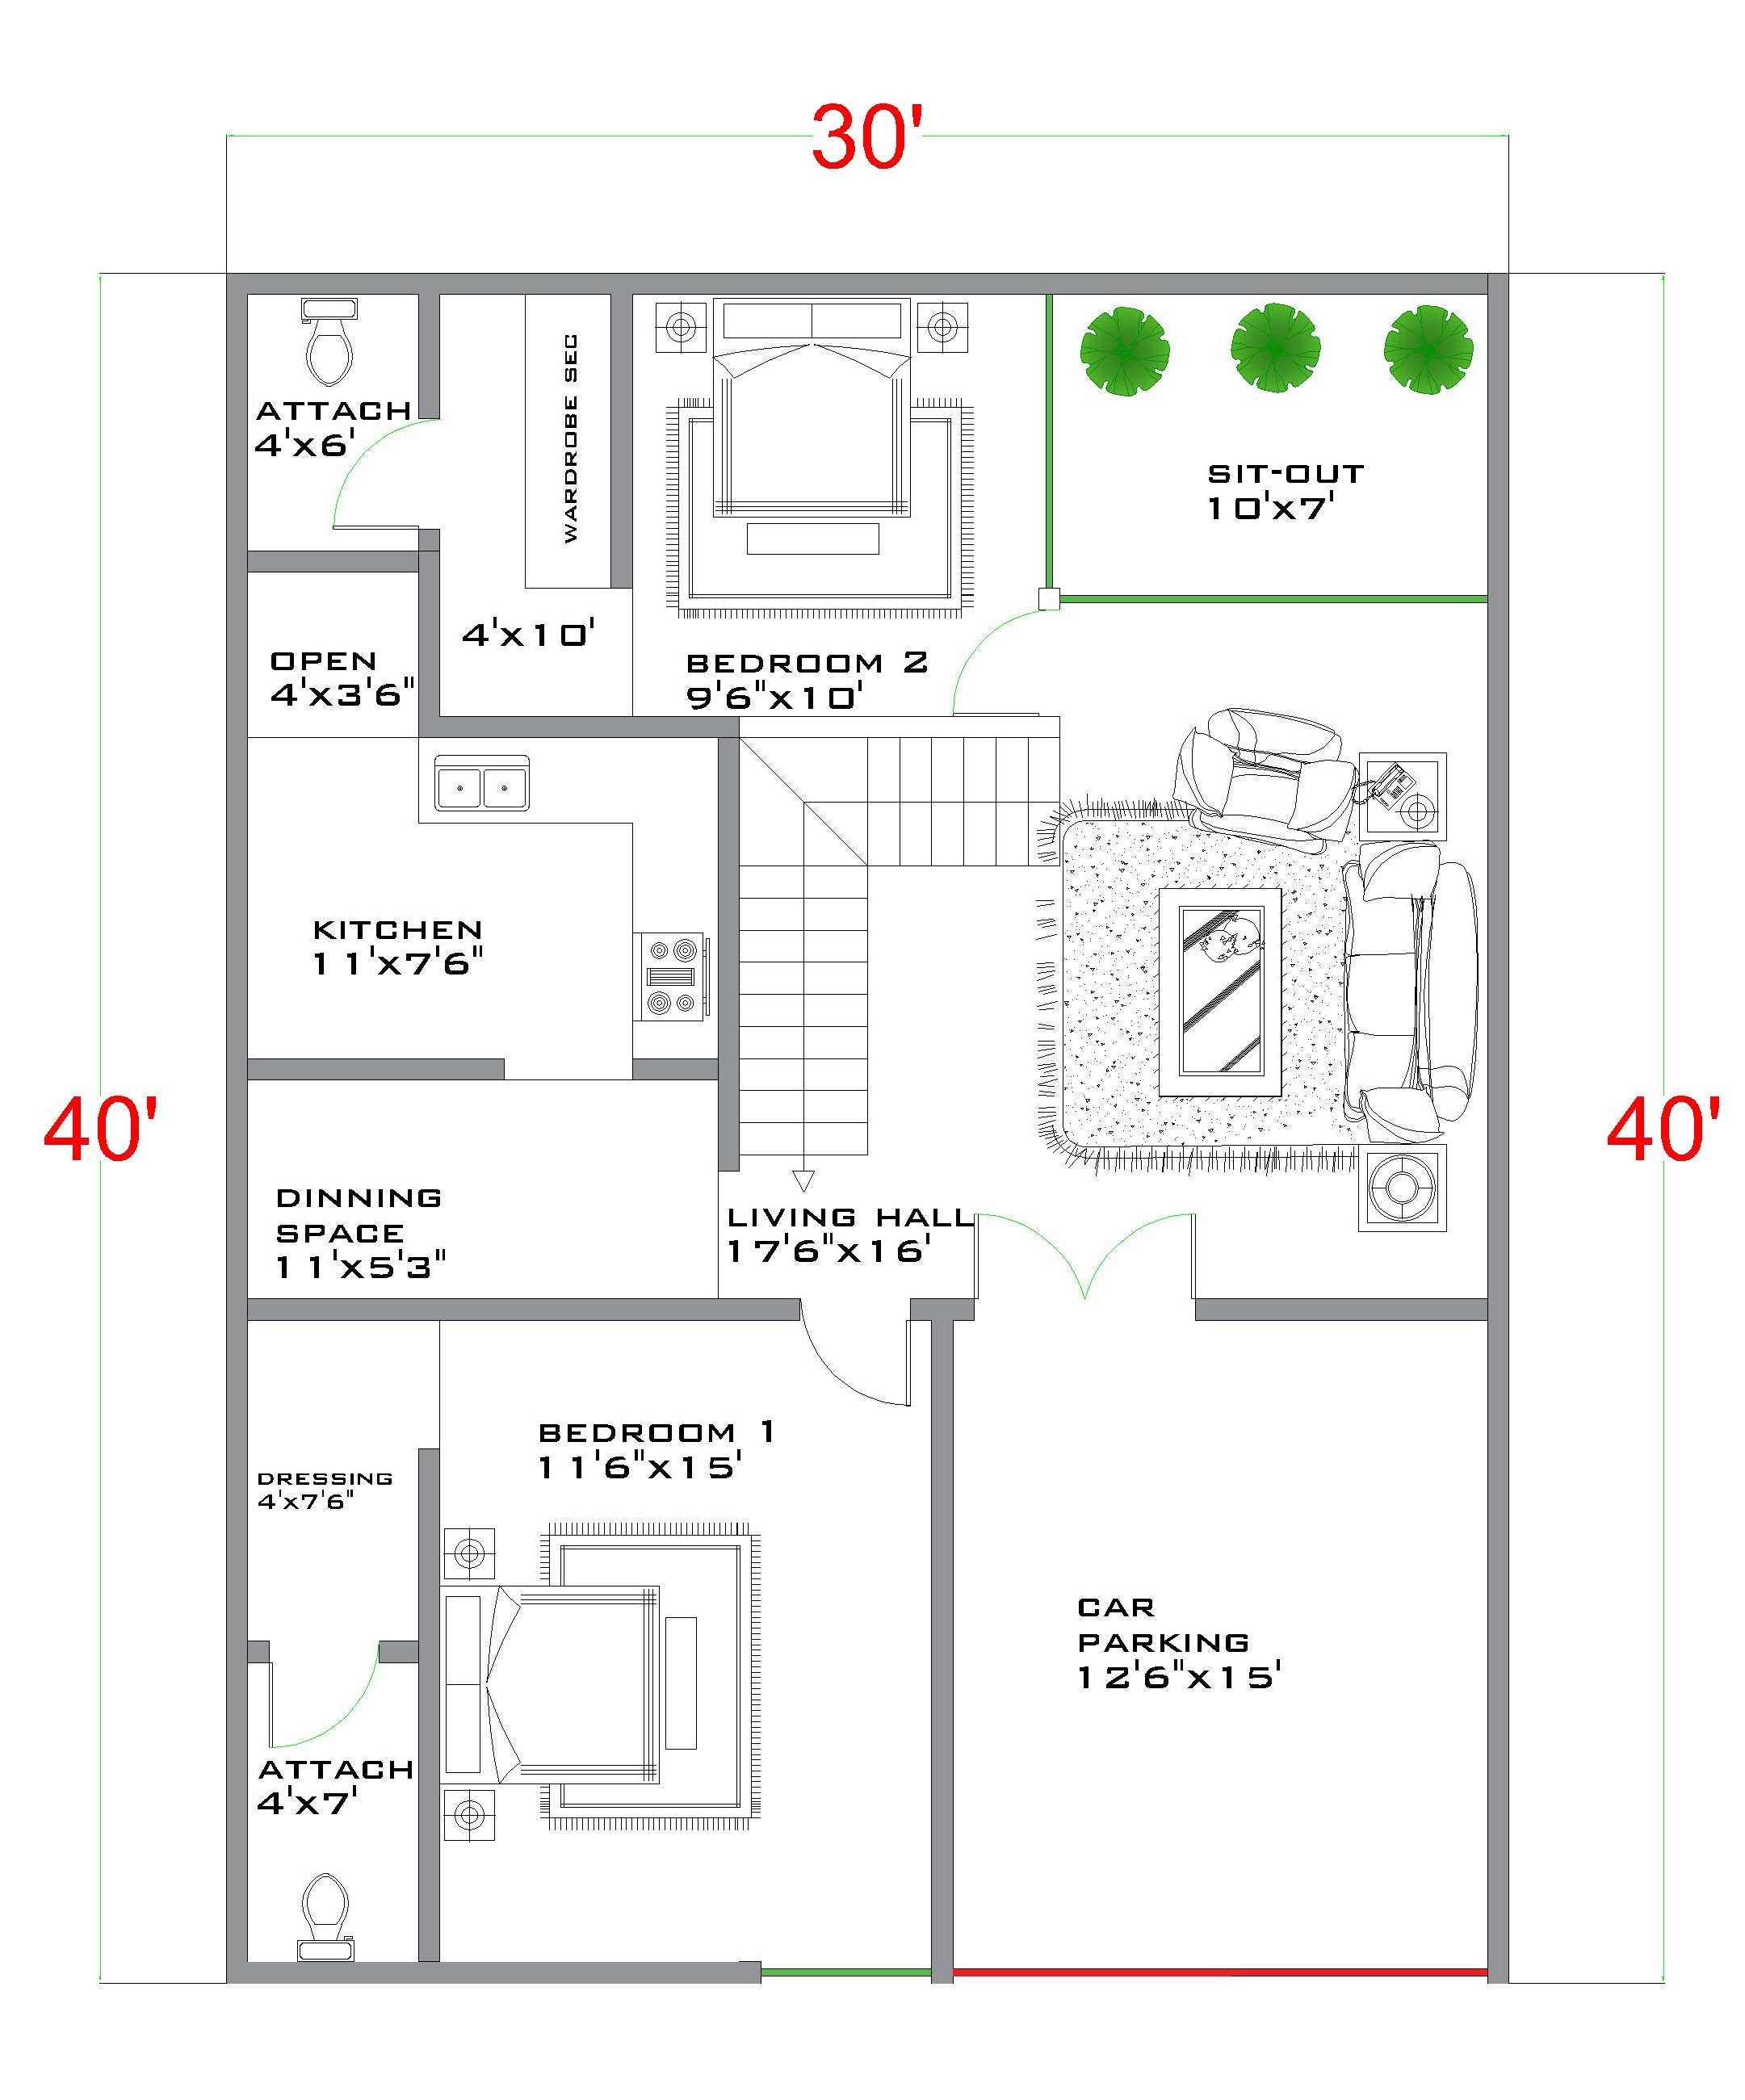 30'
ATTACH
4'x6'
WARDROBE SEC
SIT-OUT
10'x7'
4'x10'
OPEN
4'x3'6"
BEDROOM 2
9'6"x10'
KITCHEN
11'x7'6"
40'
40'
DINNING
SPACE
11'x5'3"
LIVING HALL
17'6"x16'
BEDROOM 1
11'6"x15'
DRESSING
4'x7'6"
CAR
PARKING
12'6"x15'
ATTACH
4'x7'